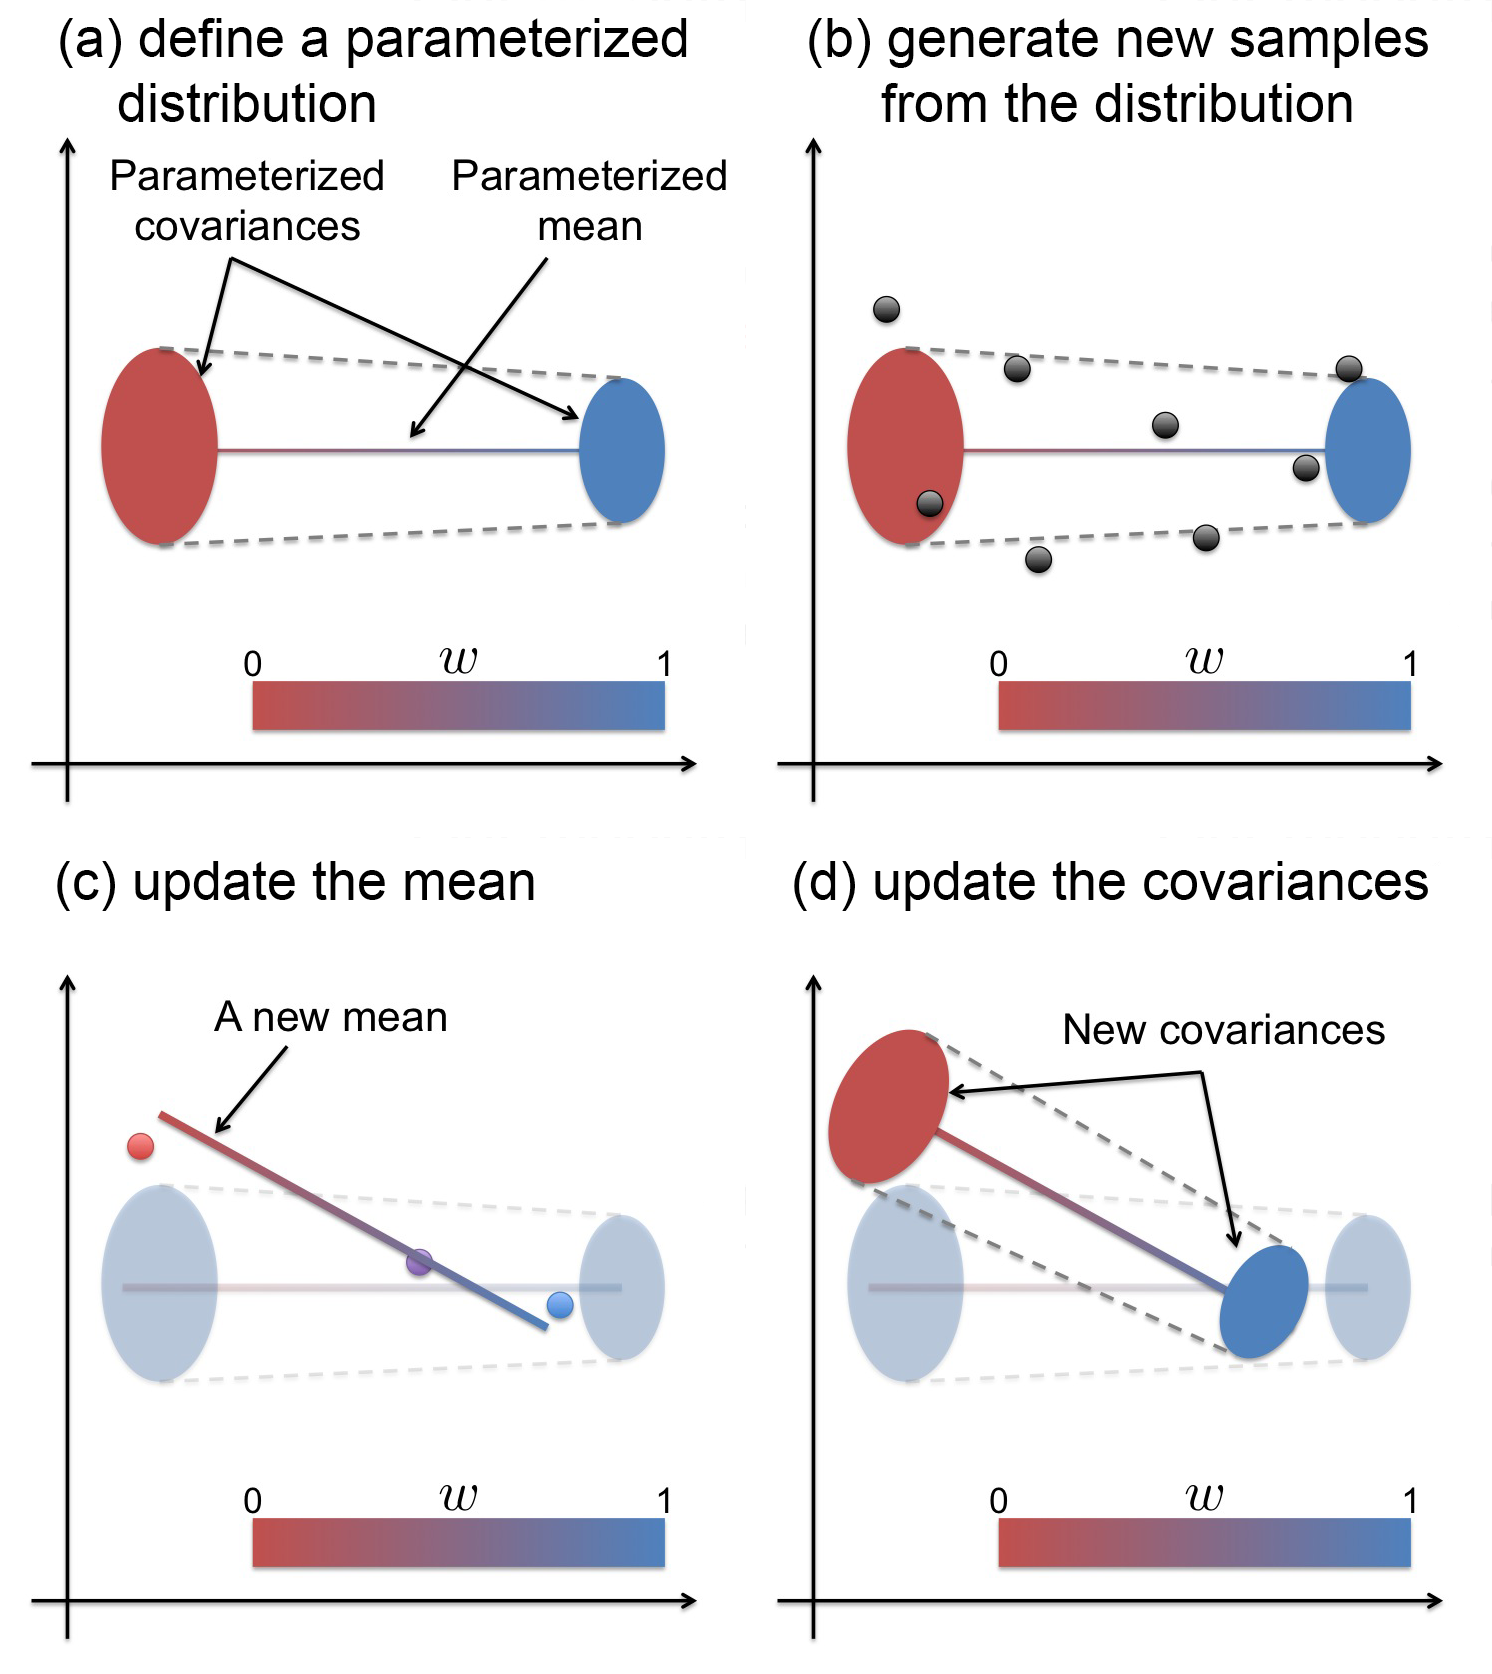 (a) define a parameterized
distribution
Parameterized
covariances
Parameterized
mean
0
w
1
(b) generate new samples
from the distribution
0
w
1
(c) update the mean
A new mean
0
w
1
(d) update the covariances
New covariances
0
w
1